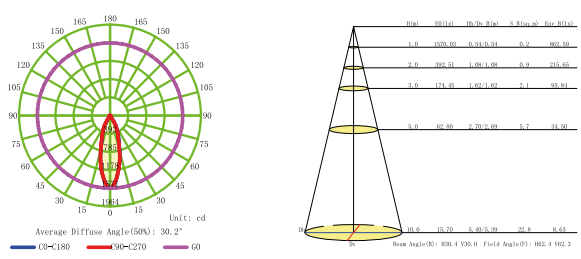 180
165 165
150 150
135 135
120 120
105 105
90 90
75 75
60 60
45 45
30 30
15 15
0
785
1178
1571
1964
Unit: cd
Average Diffuse Angle(50%): 30.2°
C0-C180 C90-C270 G0
H(m) E0(lx) Dh/Dv B(m) S B(sq.m) Eav B(lx)
1.0 1570.03 0.54/0.54 0.2 862.59
2.0 392.51 1.08/1.08 0.9 215.65
3.0 174.45 1.62/1.62 2.1 95.84
5.0 62.80 2.70/2.69 5.7 34.50
Dh 10.0 15.70 5.40/5.39 22.8 8.63
Dv Beam Angle(B): H30.4 V30.0 Field Angle(F): H62.4 V62.3